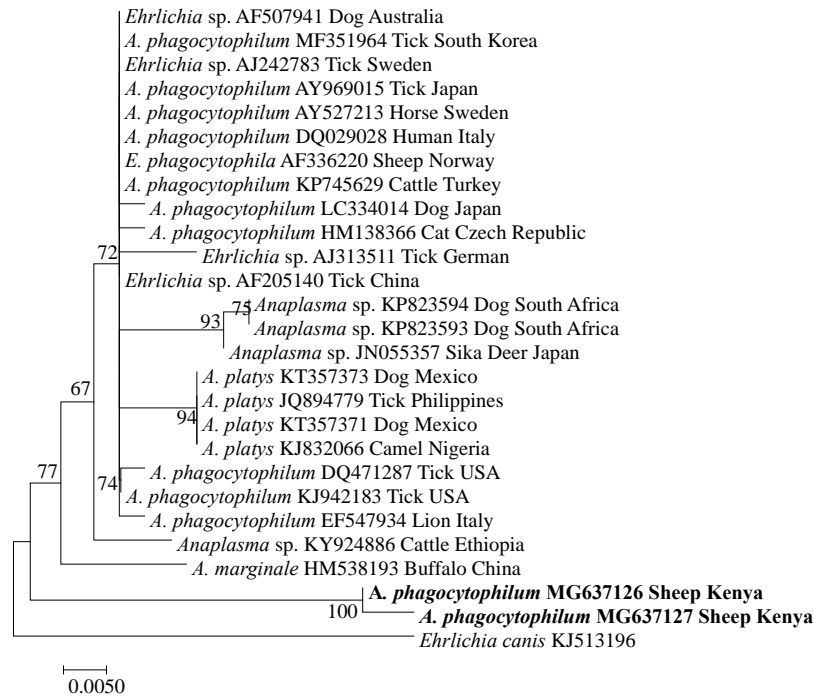 Ehrlichia sp. AF507941 Dog Australia
A. phagocytophilum MF351964 Tick South Korea
Ehrlichia sp. AJ242783 Tick Sweden
A. phagocytophilum AY969015 Tick Japan
A. phagocytophilum AY527213 Horse Sweden
A. phagocytophilum DQ029028 Human Italy
E. phagocytophila AF336220 Sheep Norway
A. phagocytophilum KP745629 Cattle Turkey
A. phagocytophilum LC334014 Dog Japan
A. phagocytophilum HM138366 Cat Czech Republic
72
Ehrlichia sp. AJ313511 Tick German
Ehrlichia sp. AF205140 Tick China
75
Anaplasma sp. KP823594 Dog South Africa
93
Anaplasma sp. KP823593 Dog South Africa
Anaplasma sp. JN055357 Sika Deer Japan
A. platys KT357373 Dog Mexico
67
A. platys JQ894779 Tick Philippines
94
A. platys KT357371 Dog Mexico
A. platys KJ832066 Camel Nigeria
77
A. phagocytophilum DQ471287 Tick USA
74
A. phagocytophilum KJ942183 Tick USA
A. phagocytophilum EF547934 Lion Italy
Anaplasma sp. KY924886 Cattle Ethiopia
A. marginale HM538193 Buffalo China
A. phagocytophilum MG637126 Sheep Kenya
100
A. phagocytophilum MG637127 Sheep Kenya
Ehrlichia canis KJ513196
0.0050